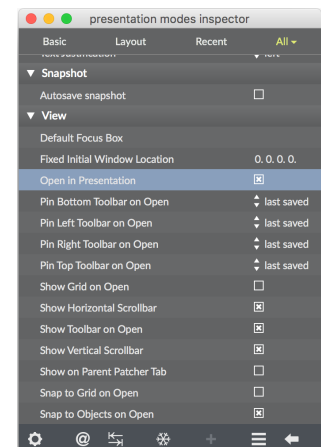 presentation modes inspector
Basic Layout Recent All
Text Justification left
Snapshot
Autosave snapshot
View
Default Focus Box
Fixed Initial Window Location 0. 0. 0. 0.
Open in Presentation
Pin Bottom Toolbar on Open last saved
Pin Left Toolbar on Open last saved
Pin Right Toolbar on Open last saved
Pin Top Toolbar on Open last saved
Show Grid on Open
Show Horizontal Scrollbar
Show Toolbar on Open
Show Vertical Scrollbar
Show on Parent Patcher Tab
Snap to Grid on Open
Snap to Objects on Open